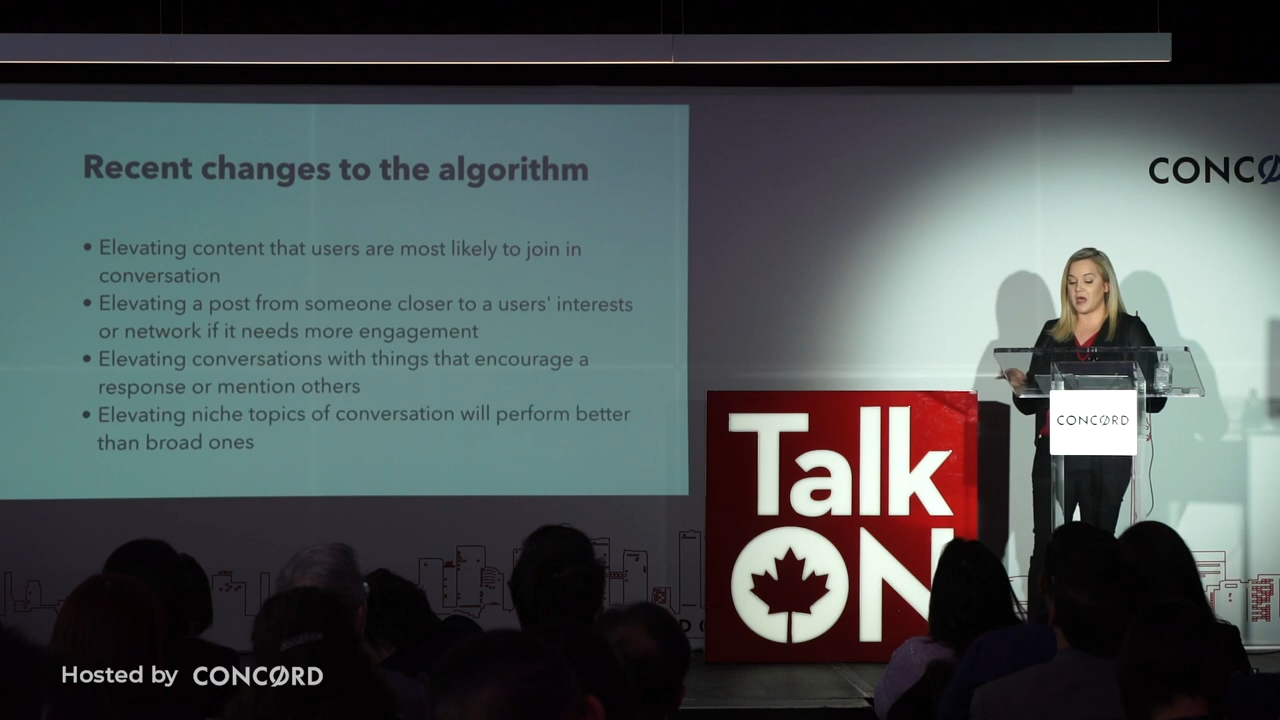 Recent changes to the algorithm
• Elevating content that users are most likely to join in
conversation
• Elevating a post from someone closer to a users' interests
or network if it needs more engagement
• Elevating conversations with things that encourage a
response or mention others
• Elevating niche topics of conversation will perform better
than broad ones
CONCØ
CONCØRD
Talk
ON
Hosted by CONCØRD